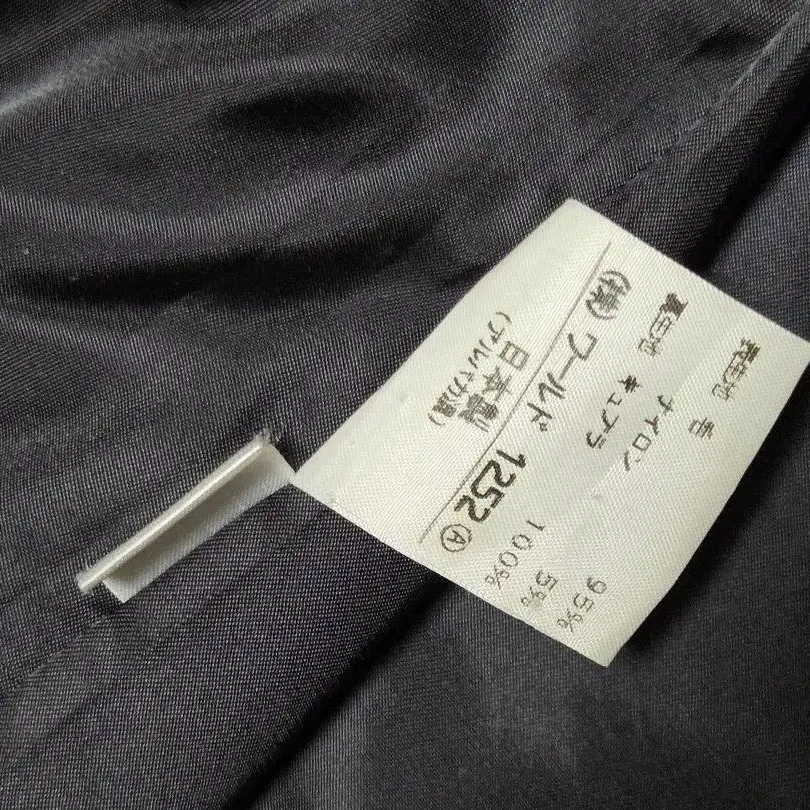 表生地 毛 95%
ナイロン 5%
裏生地 キュプラ 100%
(株) ワールド 1252 Ⓐ
日本製